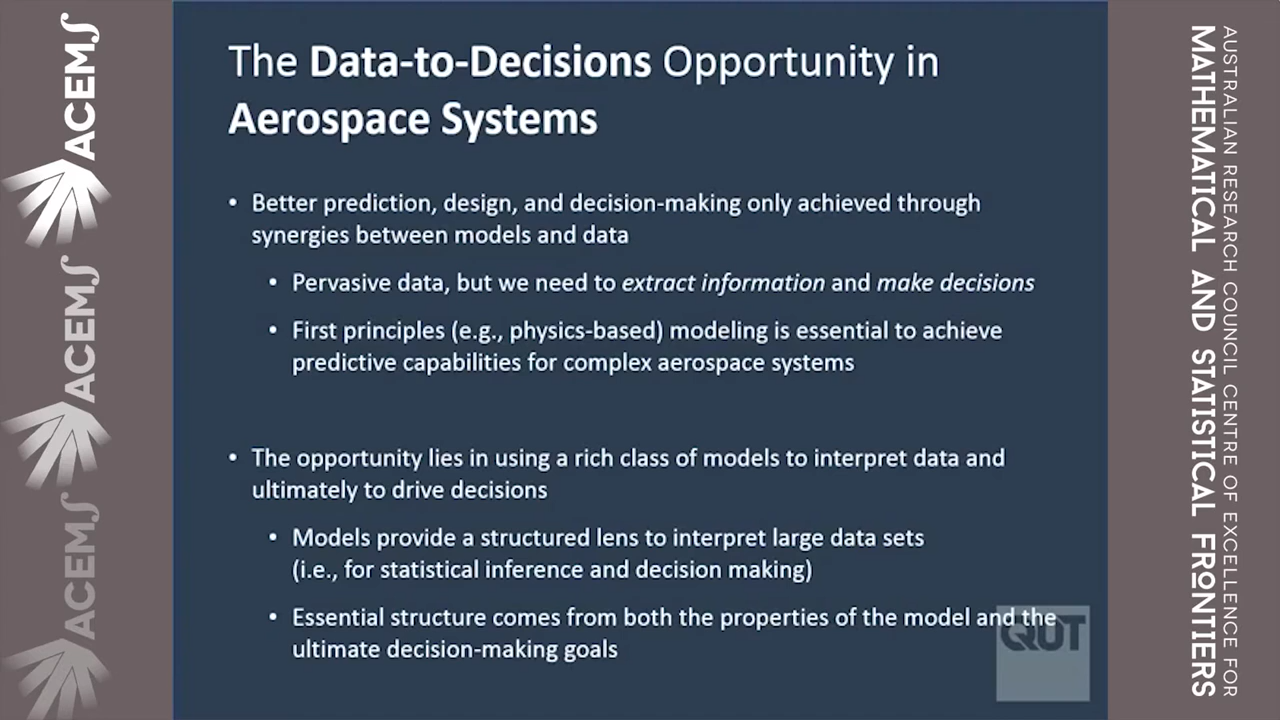 The Data-to-Decisions Opportunity in
Aerospace Systems
• Better prediction, design, and decision-making only achieved through
synergies between models and data
• Pervasive data, but we need to extract information and make decisions
• First principles (e.g., physics-based) modeling is essential to achieve
predictive capabilities for complex aerospace systems
• The opportunity lies in using a rich class of models to interpret data and
ultimately to drive decisions
• Models provide a structured lens to interpret large data sets
(i.e., for statistical inference and decision making)
• Essential structure comes from both the properties of the model and the
ultimate decision-making goals
QUT
ACEMS
ACEMS
ACEMS
AUSTRALIAN RESEARCH COUNCIL CENTRE OF EXCELLENCE FOR
MATHEMATICAL AND STATISTICAL FRONTIERS